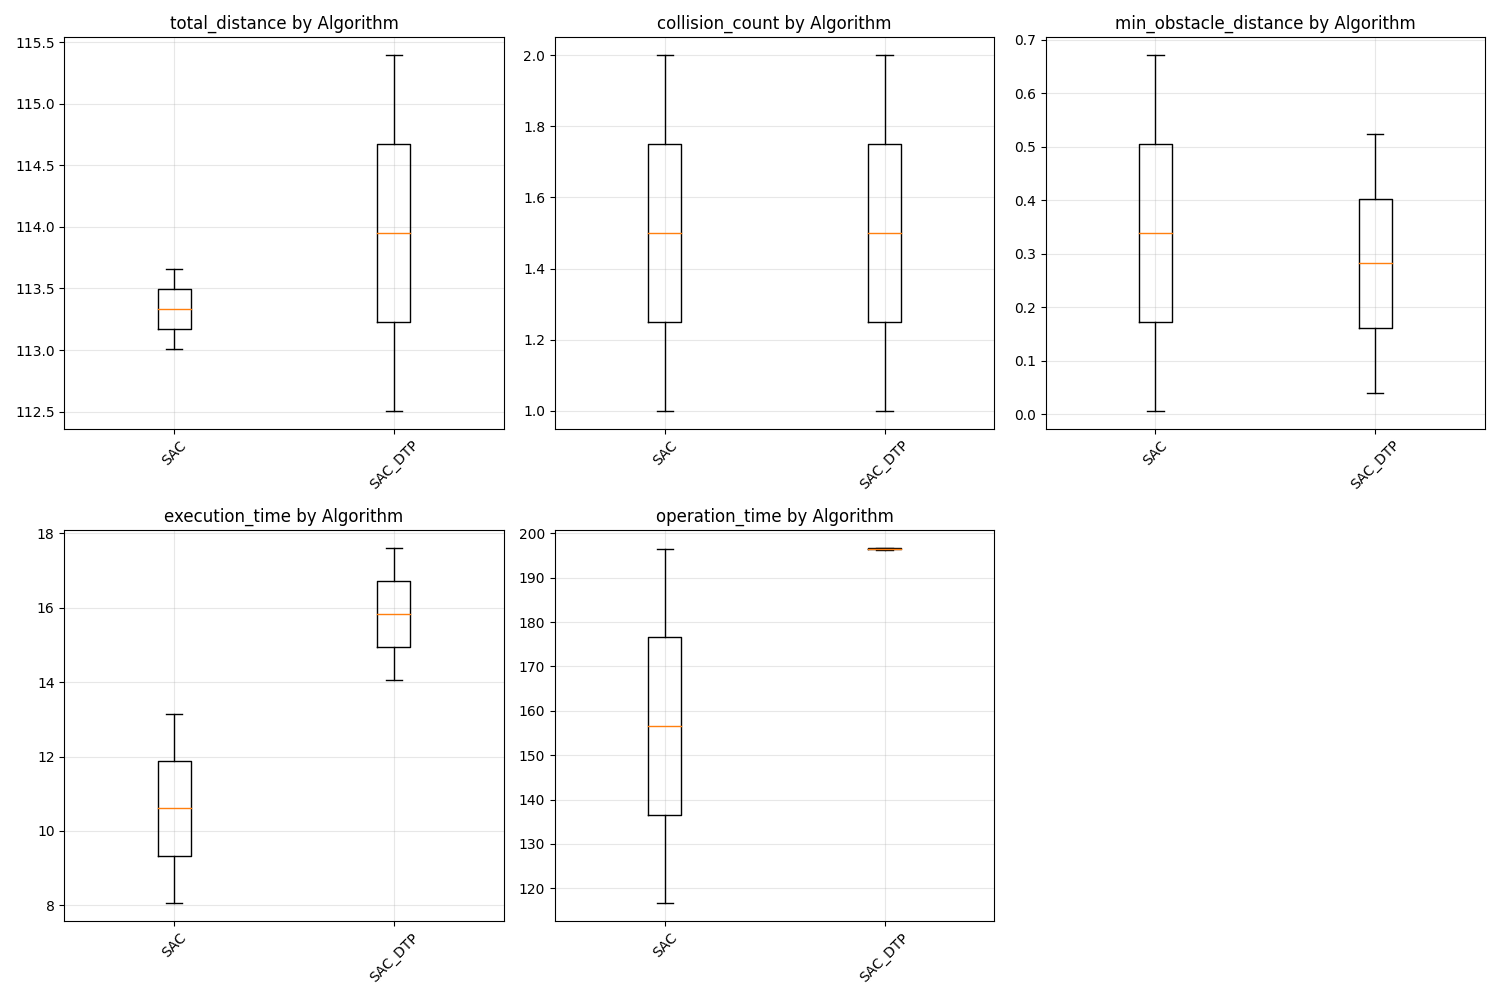 total_distance by Algorithm
115.5
115.0
114.5
114.0
113.5
113.0
112.5
SAC
SAC_DTP
collision_count by Algorithm
2.0
1.8
1.6
1.4
1.2
1.0
SAC
SAC_DTP
min_obstacle_distance by Algorithm
0.7
0.6
0.5
0.4
0.3
0.2
0.1
0.0
SAC
SAC_DTP
execution_time by Algorithm
18
16
14
12
10
8
SAC
SAC_DTP
operation_time by Algorithm
200
190
180
170
160
150
140
130
120
SAC
SAC_DTP